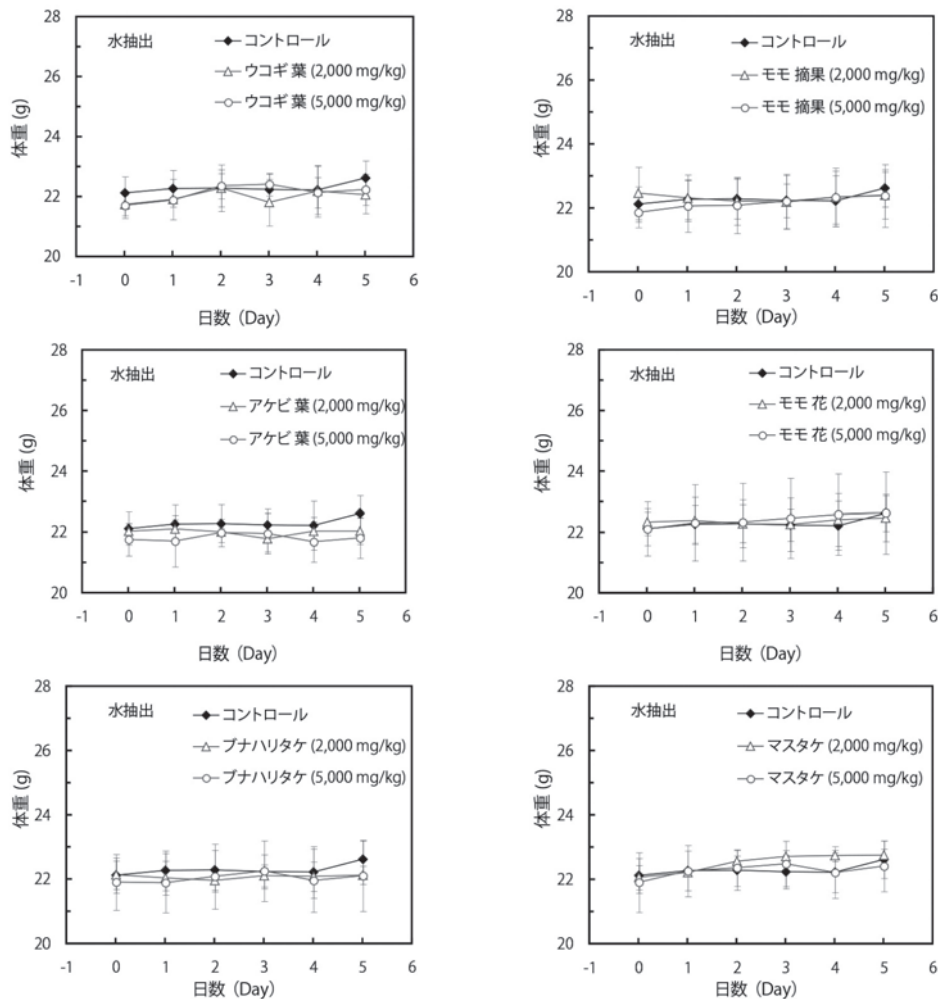 28
26
24
22
20
体重 (g)
水抽出
コントロール
ウコギ 葉 (2,000 mg/kg)
ウコギ 葉 (5,000 mg/kg)
-1 0 1 2 3 4 5 6
日数 (Day)
28
26
24
22
20
体重 (g)
水抽出
コントロール
モモ 摘果 (2,000 mg/kg)
モモ 摘果 (5,000 mg/kg)
-1 0 1 2 3 4 5 6
日数 (Day)
28
26
24
22
20
体重 (g)
水抽出
コントロール
アケビ 葉 (2,000 mg/kg)
アケビ 葉 (5,000 mg/kg)
-1 0 1 2 3 4 5 6
日数 (Day)
28
26
24
22
20
体重 (g)
水抽出
コントロール
モモ 花 (2,000 mg/kg)
モモ 花 (5,000 mg/kg)
-1 0 1 2 3 4 5 6
日数 (Day)
28
26
24
22
20
体重 (g)
水抽出
コントロール
ブナハリタケ (2,000 mg/kg)
ブナハリタケ (5,000 mg/kg)
-1 0 1 2 3 4 5 6
日数 (Day)
28
26
24
22
20
体重 (g)
水抽出
コントロール
マスタケ (2,000 mg/kg)
マスタケ (5,000 mg/kg)
-1 0 1 2 3 4 5 6
日数 (Day)